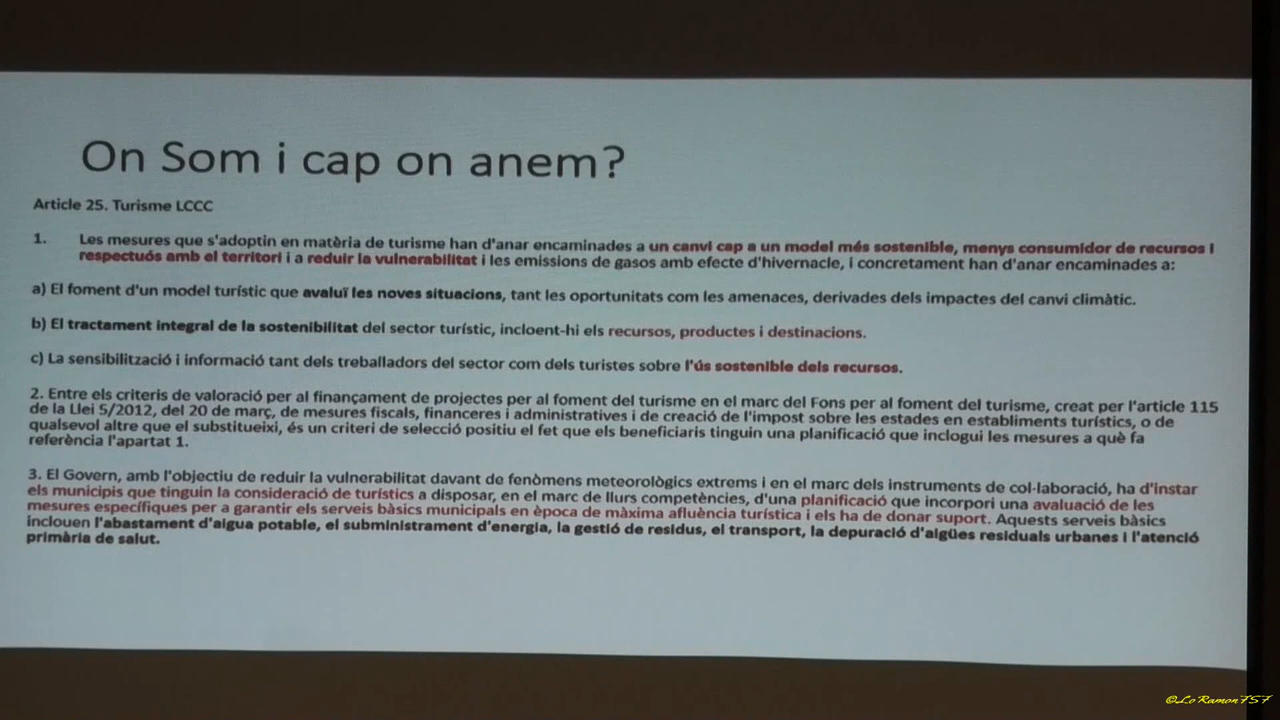 On Som i cap on anem?
Article 25. Turisme LCCC
1. Les mesures que s'adoptin en matèria de turisme han d'anar encaminades a un canvi cap a un model més sostenible, menys consumidor de recursos i
respectuós amb el territori i a reduir la vulnerabilitat i les emissions de gasos amb efecte d'hivernacle, i concretament han d'anar encaminades a:
a) El foment d'un model turístic que avaluï les noves situacions, tant les oportunitats com les amenaces, derivades dels impactes del canvi climàtic.
b) El tractament integral de la sostenibilitat del sector turístic, incloent-hi els recursos, productes i destinacions.
c) La sensibilització i informació tant dels treballadors del sector com dels turistes sobre l'ús sostenible dels recursos.
2. Entre els criteris de valoració per al finançament de projectes per al foment del turisme en el marc del Fons per al foment del turisme, creat per l'article 115
de la Llei 5/2012, del 20 de març, de mesures fiscals, financeres i administratives i de creació de l'impost sobre les estades en establiments turístics, o de
qualsevol altre que el substitueixi, és un criteri de selecció positiu el fet que els beneficiaris tinguin una planificació que inclogui les mesures a què fa
referència l'apartat 1.
3. El Govern, amb l'objectiu de reduir la vulnerabilitat davant de fenòmens meteorològics extrems i en el marc dels instruments de col·laboració, ha d'instar
els municipis que tinguin la consideració de turístics a disposar, en el marc de llurs competències, d'una planificació que incorpori una avaluació de les
mesures específiques per a garantir els serveis bàsics municipals en època de màxima afluència turística i els ha de donar suport. Aquests serveis bàsics
inclouen l'abastament d'aigua potable, el subministrament d'energia, la gestió de residus, el transport, la depuració d'aigües residuals urbanes i l'atenció
primària de salut.
©Lo Ramon757